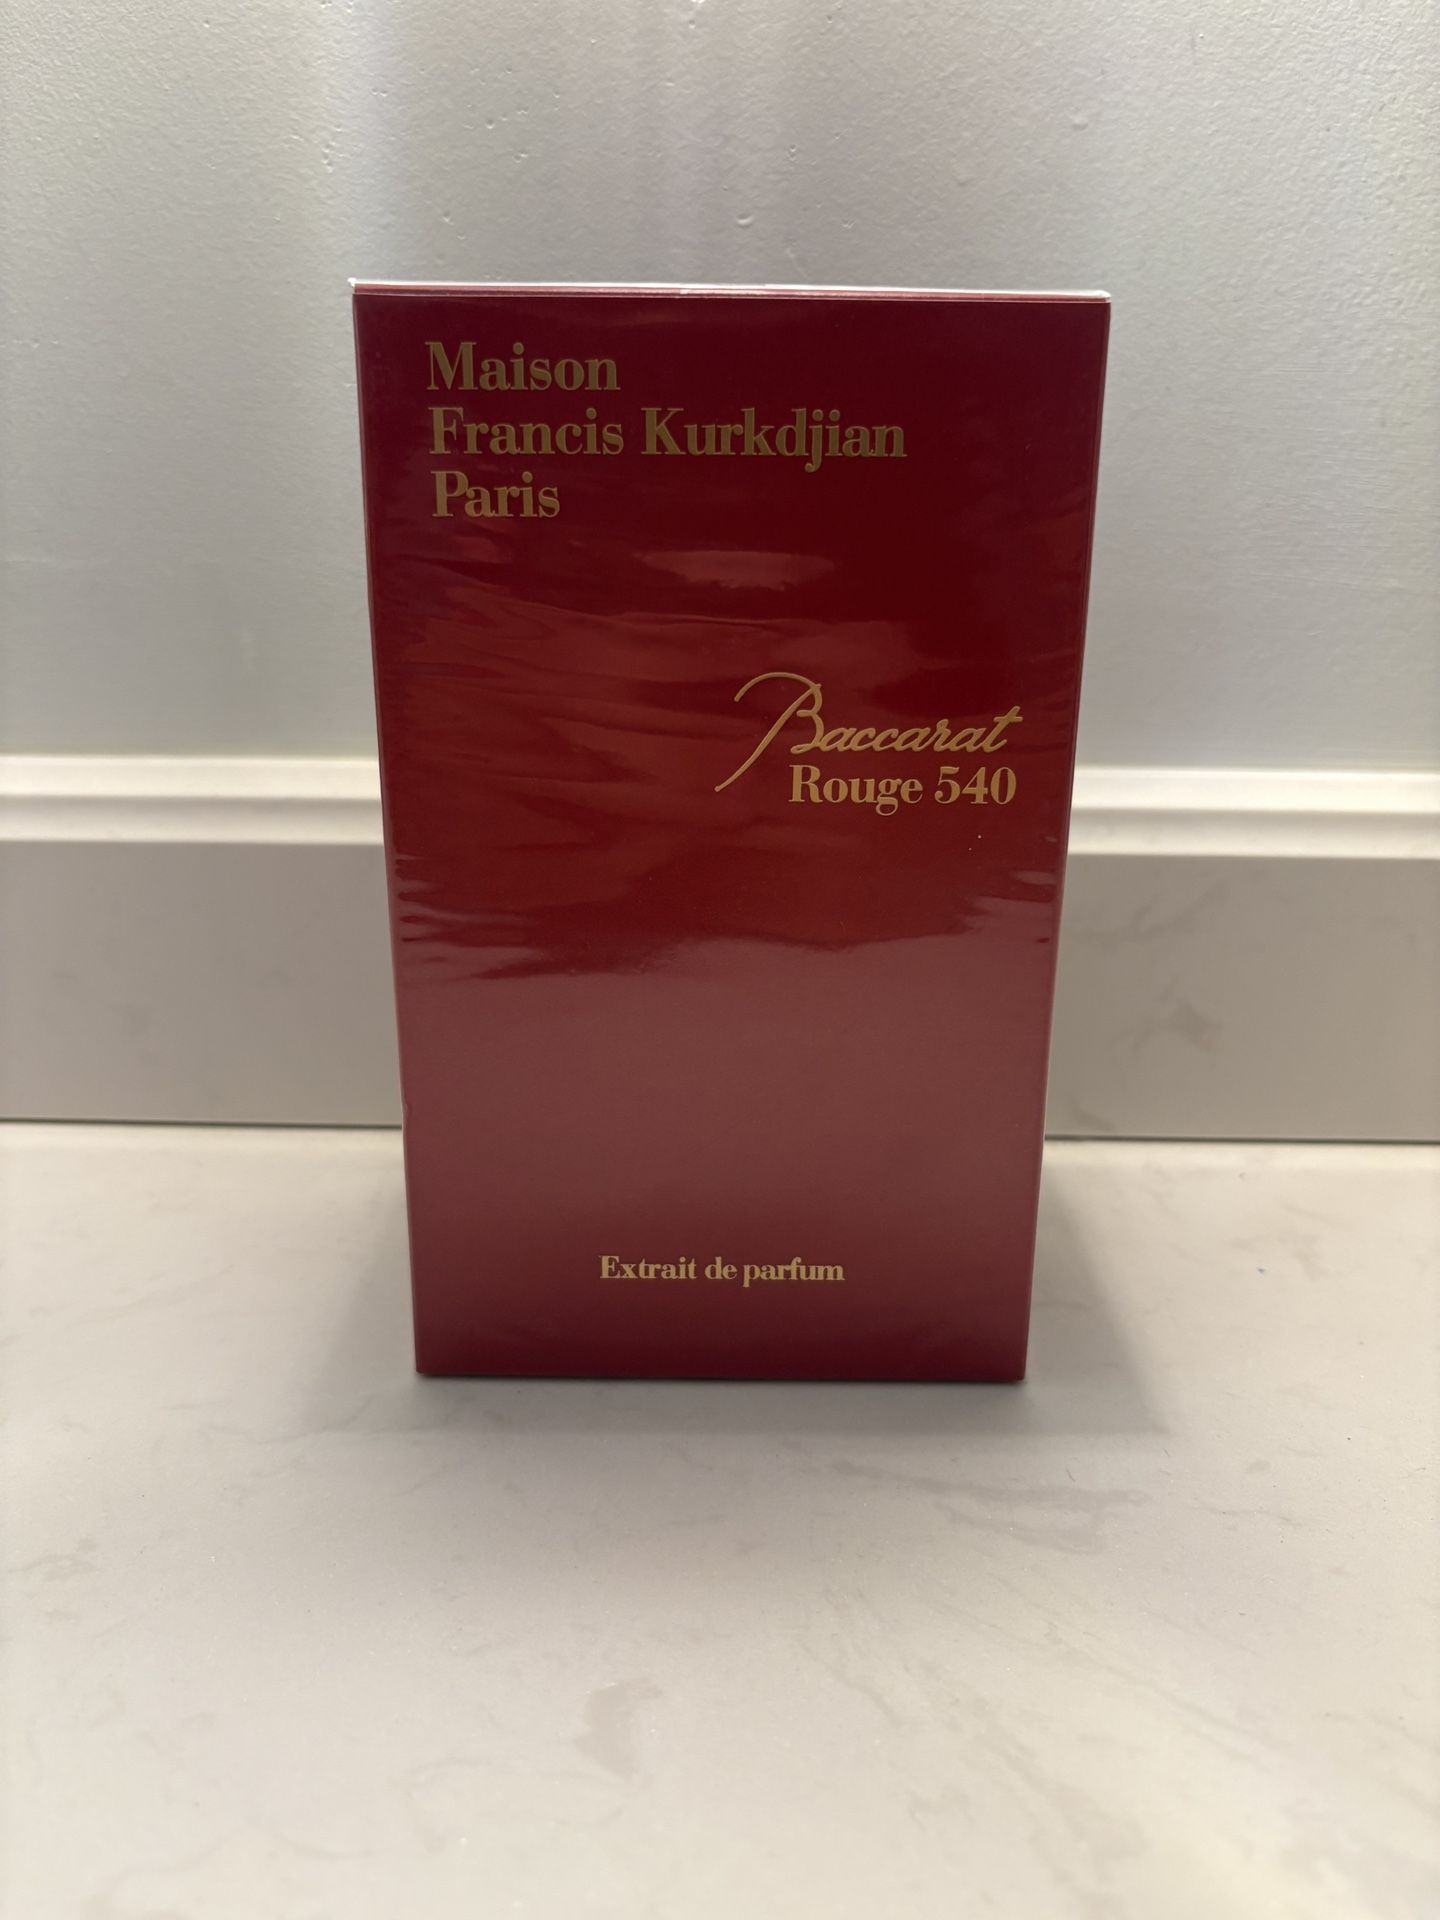 Maison
Francis Kurkdjian
Paris
Baccarat
Rouge 540
Extrait de parfum